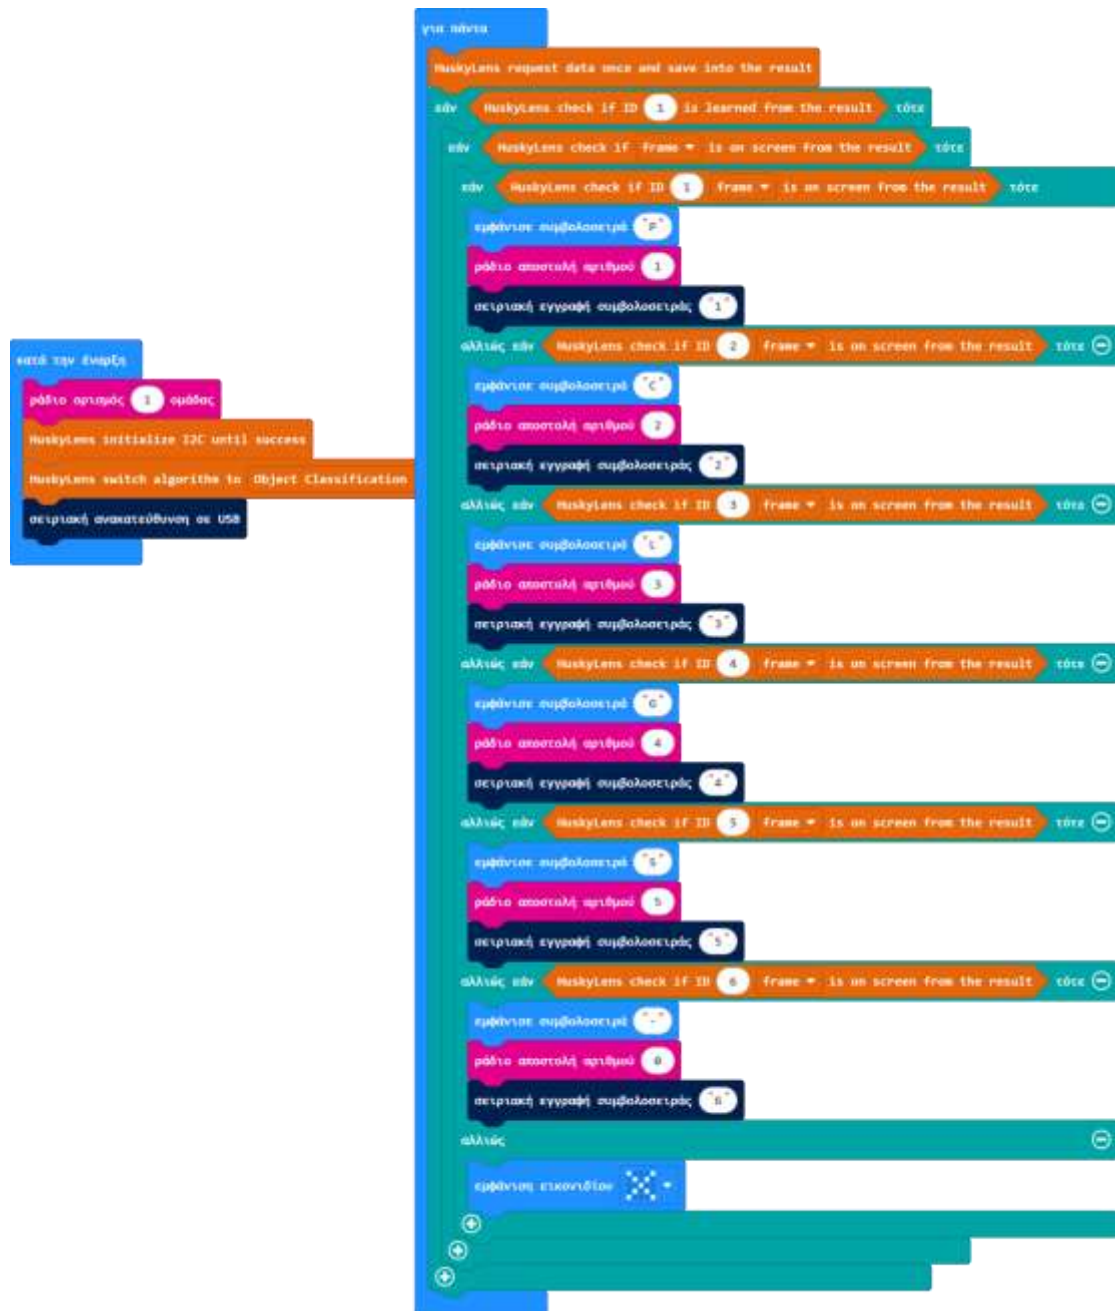 κατά την έναρξη
ράδιο ορισμός 1 ομάδας
HuskyLens initialize I2C until success
HuskyLens switch algorithm to Object Classification
σειριακή ανακατεύθυνση σε USB
για πάντα
HuskyLens request data once and save into the result
εάν HuskyLens check if ID 1 is learned from the result τότε
εάν HuskyLens check if frame is on screen from the result τότε
εάν HuskyLens check if ID 1 frame is on screen from the result τότε
εμφάνισε συμβολοσειρά "P"
ράδιο αποστολή αριθμού 1
σειριακή εγγραφή συμβολοσειράς "1"
αλλιώς εάν HuskyLens check if ID 2 frame is on screen from the result τότε
εμφάνισε συμβολοσειρά "C"
ράδιο αποστολή αριθμού 2
σειριακή εγγραφή συμβολοσειράς "2"
αλλιώς εάν HuskyLens check if ID 3 frame is on screen from the result τότε
εμφάνισε συμβολοσειρά
ράδιο αποστολή αριθμού 3
σειριακή εγγραφή συμβολοσειράς "3"
αλλιώς εάν HuskyLens check if ID 4 frame is on screen from the result τότε
εμφάνισε συμβολοσειρά "G"
ράδιο αποστολή αριθμού 4
σειριακή εγγραφή συμβολοσειράς "4"
αλλιώς εάν HuskyLens check if ID 5 frame is on screen from the result τότε
εμφάνισε συμβολοσειρά
ράδιο αποστολή αριθμού 5
σειριακή εγγραφή συμβολοσειράς "5"
αλλιώς εάν HuskyLens check if ID 6 frame is on screen from the result τότε
εμφάνισε συμβολοσειρά "-"
ράδιο αποστολή αριθμού 0
σειριακή εγγραφή συμβολοσειράς "6"
αλλιώς
εμφάνιση εικονιδίου